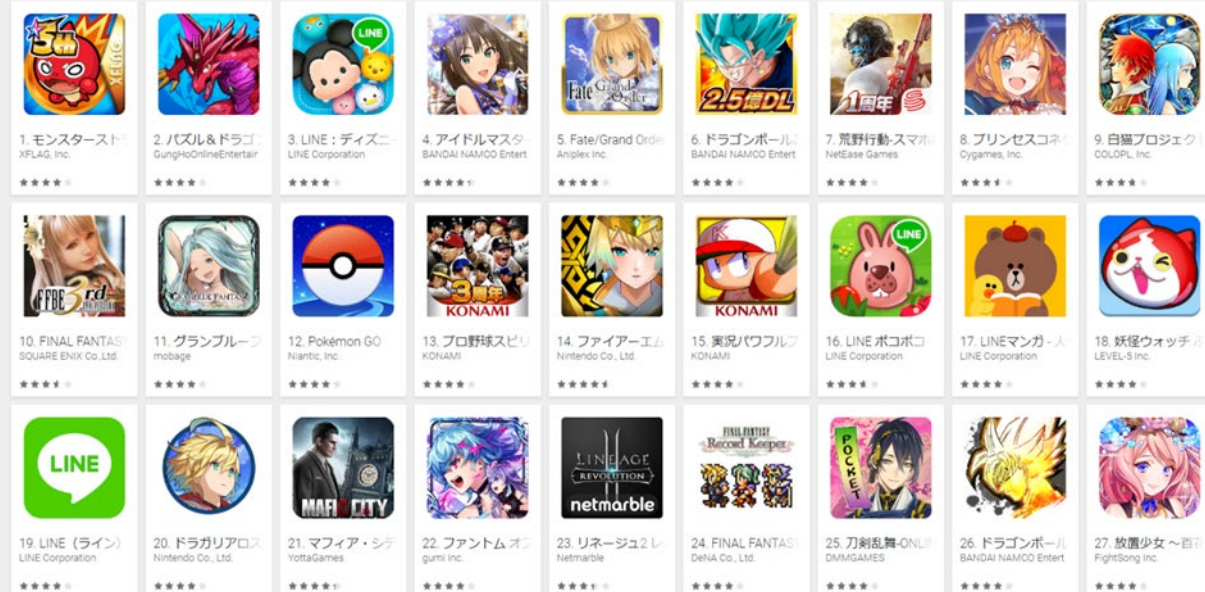 5th
XFLAG
LINE
Fate
Grand Order
2.5億DL
1周年
1. モンスタースト
XFLAG, Inc.
2. パズル&ドラゴ
GungHoOnlineEntertair
3. LINE:ディズニー
LINE Corporation
4. アイドルマスター
BANDAI NAMCO Entert
5. Fate/Grand Orde
Aniplex Inc.
6. ドラゴンボール
BANDAI NAMCO Entert
7. 荒野行動-スマホ
NetEase Games
8. プリンセスコネク
Cygames, Inc.
9. 白猫プロジェクト
COLOPL, Inc.
FFBE 3rd
GRANBLUE FANTASY
3周年
KONAMI
KONAMI
LINE
10. FINAL FANTAS
SQUARE ENIX Co.,Ltd.
11. グランブルーフ
mobage
12. Pokémon GO
Niantic, Inc.
13. プロ野球スピリ
KONAMI
14. ファイアーエム
Nintendo Co., Ltd.
15. 実況パワフルプ
KONAMI
16. LINE ポコポコ
LINE Corporation
17. LINEマンガ - 人
LINE Corporation
18. 妖怪ウォッチ ぷ
LEVEL-5 Inc.
LINE
MAFIA CITY
LINEAGE
REVOLUTION
netmarble
FINAL FANTASY
Record Keeper
POCKET
19. LINE(ライン)
LINE Corporation
20. ドラガリアロス
Nintendo Co., Ltd.
21. マフィア・シテ
YottaGames
22. ファントム オブ
gumi Inc.
23. リネージュ2 レ
Netmarble
24. FINAL FANTAS
DeNA Co., Ltd.
25. 刀剣乱舞-ONLI
DMMGAMES
26. ドラゴンボール
BANDAI NAMCO Entert
27. 放置少女 ~百花
FightSong Inc.